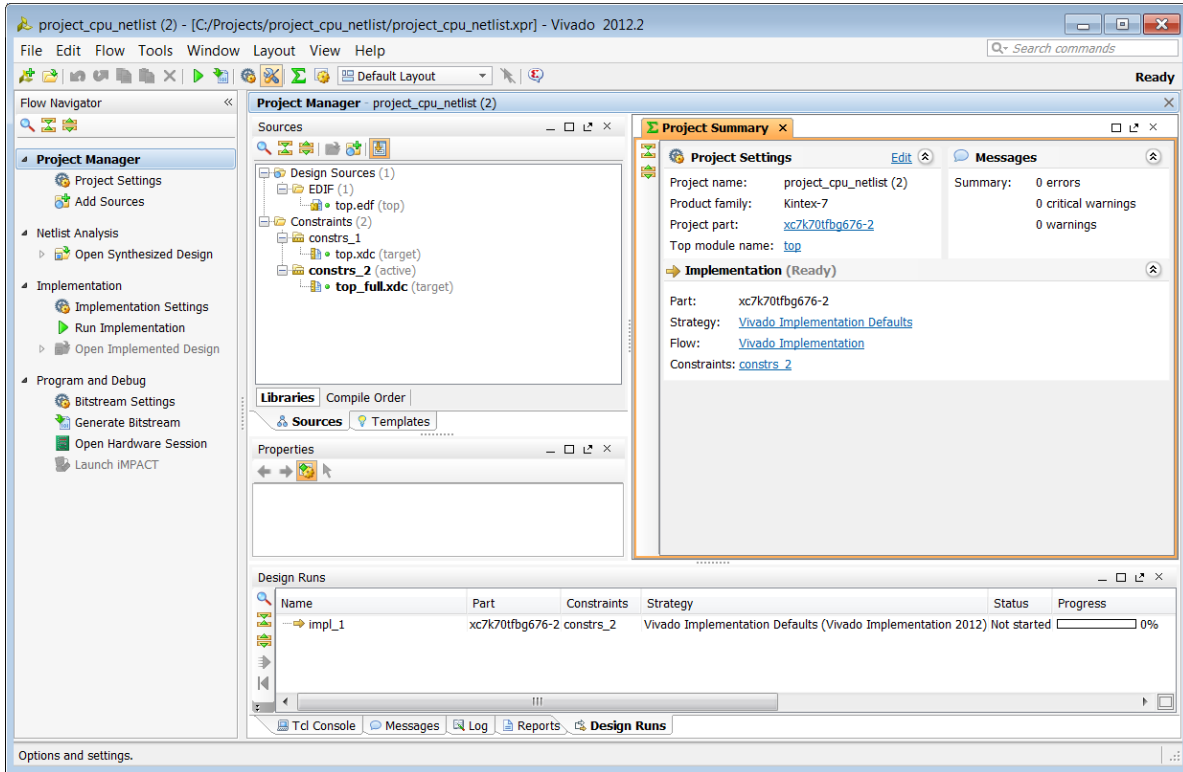 project_cpu_netlist (2) - [C:/Projects/project_cpu_netlist/project_cpu_netlist.xpr] - Vivado 2012.2
File Edit Flow Tools Window Layout View Help
Search commands
Default Layout
Ready
Flow Navigator
Project Manager
Project Settings
Add Sources
Netlist Analysis
Open Synthesized Design
Implementation
Implementation Settings
Run Implementation
Open Implemented Design
Program and Debug
Bitstream Settings
Generate Bitstream
Open Hardware Session
Launch iMPACT
Project Manager - project_cpu_netlist (2)
Sources
Design Sources (1)
EDIF (1)
top.edf (top)
Constraints (2)
constrs_1
top.xdc (target)
constrs_2 (active)
top_full.xdc (target)
Libraries Compile Order
Sources Templates
Properties
Project Summary
Project Settings Edit
Project name: project_cpu_netlist (2)
Product family: Kintex-7
Project part: xc7k70tfbg676-2
Top module name: top
Messages
Summary: 0 errors
0 critical warnings
0 warnings
Implementation (Ready)
Part: xc7k70tfbg676-2
Strategy: Vivado Implementation Defaults
Flow: Vivado Implementation
Constraints: constrs_2
Design Runs
Name Part Constraints Strategy Status Progress
impl_1 xc7k70tfbg676-2 constrs_2 Vivado Implementation Defaults (Vivado Implementation 2012) Not started 0%
Tcl Console Messages Log Reports Design Runs
Options and settings.